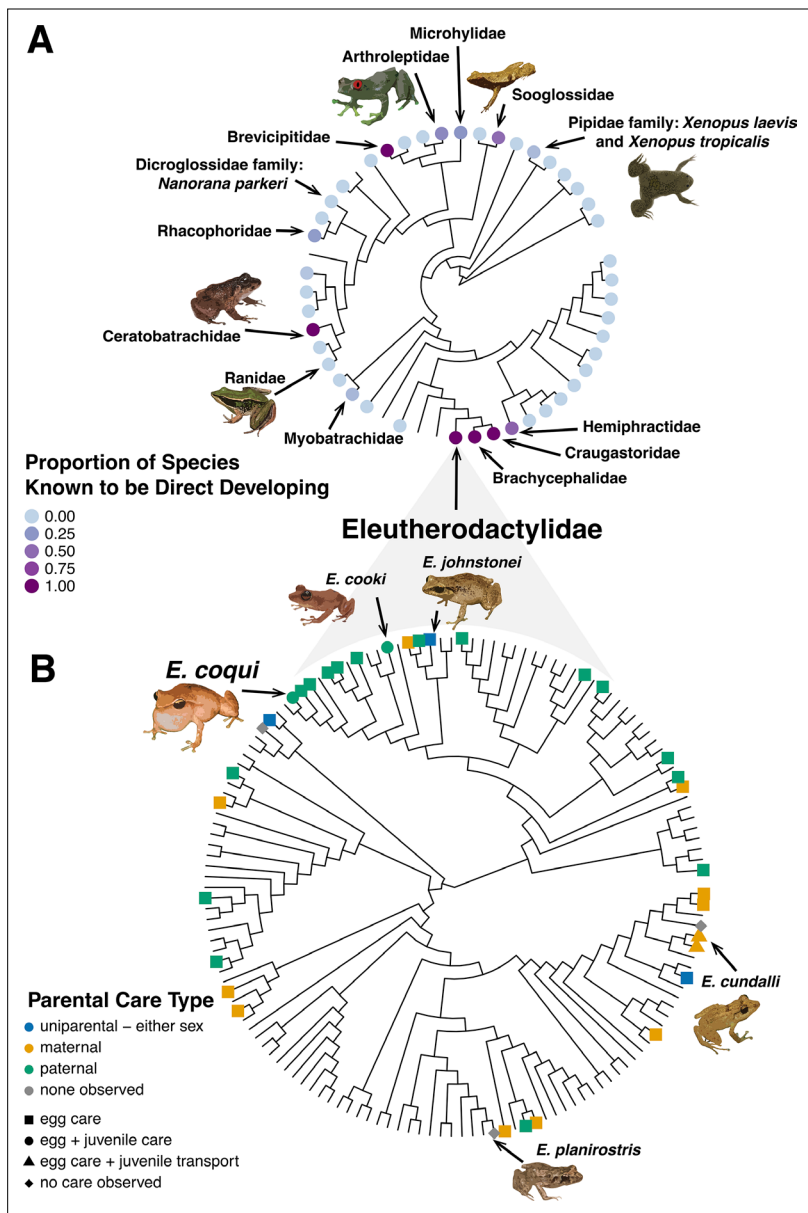 A
Microhylidae
Arthroleptidae
Sooglossidae
Brevicipitidae
Pipidae family: Xenopus laevis
and Xenopus tropicalis
Dicroglossidae family:
Nanorana parkeri
Rhacophoridae
Ceratobatrachidae
Ranidae
Myobatrachidae
Hemiphractidae
Craugastoridae
Brachycephalidae
Proportion of Species
Known to be Direct Developing
0.00
0.25
0.50
0.75
1.00
Eleutherodactylidae
E. johnstonei
E. cooki
B
E. coqui
E. cundalli
Parental Care Type
uniparental – either sex
maternal
paternal
none observed
egg care
egg + juvenile care
egg care + juvenile transport
no care observed
E. planirostris